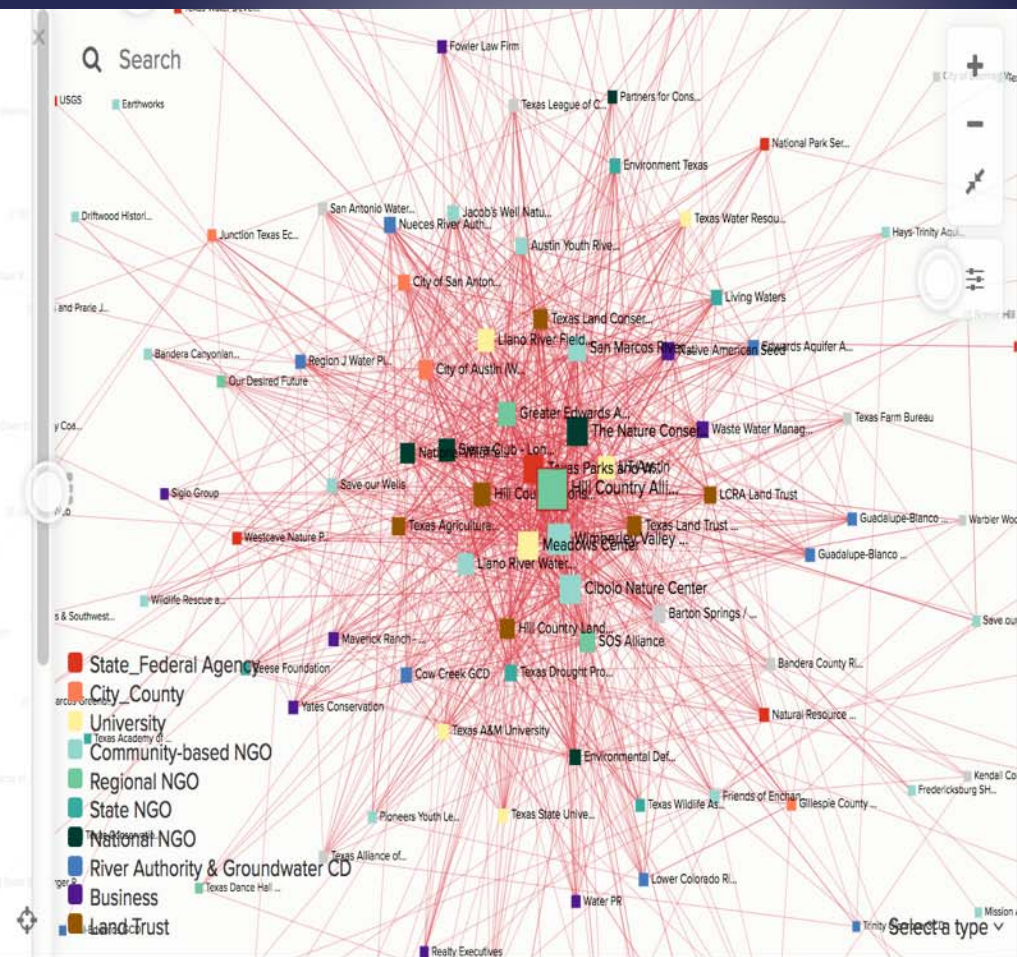 Fowler Law Firm
Search
Partners for Cons...
USGS
Earthworks
Texas League of C...
National Park Ser...
Environment Texas
San Antonio Water...
Jacob's Well Natu...
Driftwood Histori...
Nueces River Auth...
Texas Water Resou...
Junction Texas Ec...
Hays-Trinity Aqui...
Austin Youth Rive...
City of San Anton...
Living Waters
and Prarie J...
Texas Land Conser...
Llano River Field...
San Marcos River
Native American Seed
Edwards Aquifer A...
Bandera Canyonlan...
Region J Water Pl...
City of Austin (W...
Our Desired Future
Greater Edwards A...
Texas Farm Bureau
The Nature Conse
Waste Water Manag...
Sierra Club - Lon...
Texas Parks and W...
UT Austin
Save our Wells
Hill Country Alli...
Siglo Group
LCRA Land Trust
Guadalupe-Blanco ...
Texas Agriculture...
Texas Land Trust ...
Westcave Nature P...
Wimberley Valley ...
Meadows Center
Guadalupe-Blanco ...
Llano River Water...
Cibolo Nature Center
Wildlife Rescue a...
s & Southwest...
Barton Springs / ...
Save our
Hill Country Land...
Maverick Ranch - ...
SOS Alliance
State_Federal Agency
eese Foundation
Cow Creek GCD
Texas Drought Pro...
Bandera County Ri...
City_County
Yates Conservation
Natural Resource ...
University
Texas A&M University
Texas Academy of ...
Community-based NGO
Environmental Def...
Regional NGO
Kendall Co
Fredericksburg SH...
Friends of Enchan...
State NGO
Texas Wildlife As...
Gillespie County ...
Pioneers Youth Le...
Texas State Unive...
National NGO
Texas Alliance of...
River Authority & Groundwater CD
Lower Colorado Ri...
Texas Dance Hall ...
Business
Water PR
Mission
Land Trust
Select a type
Realty Executives